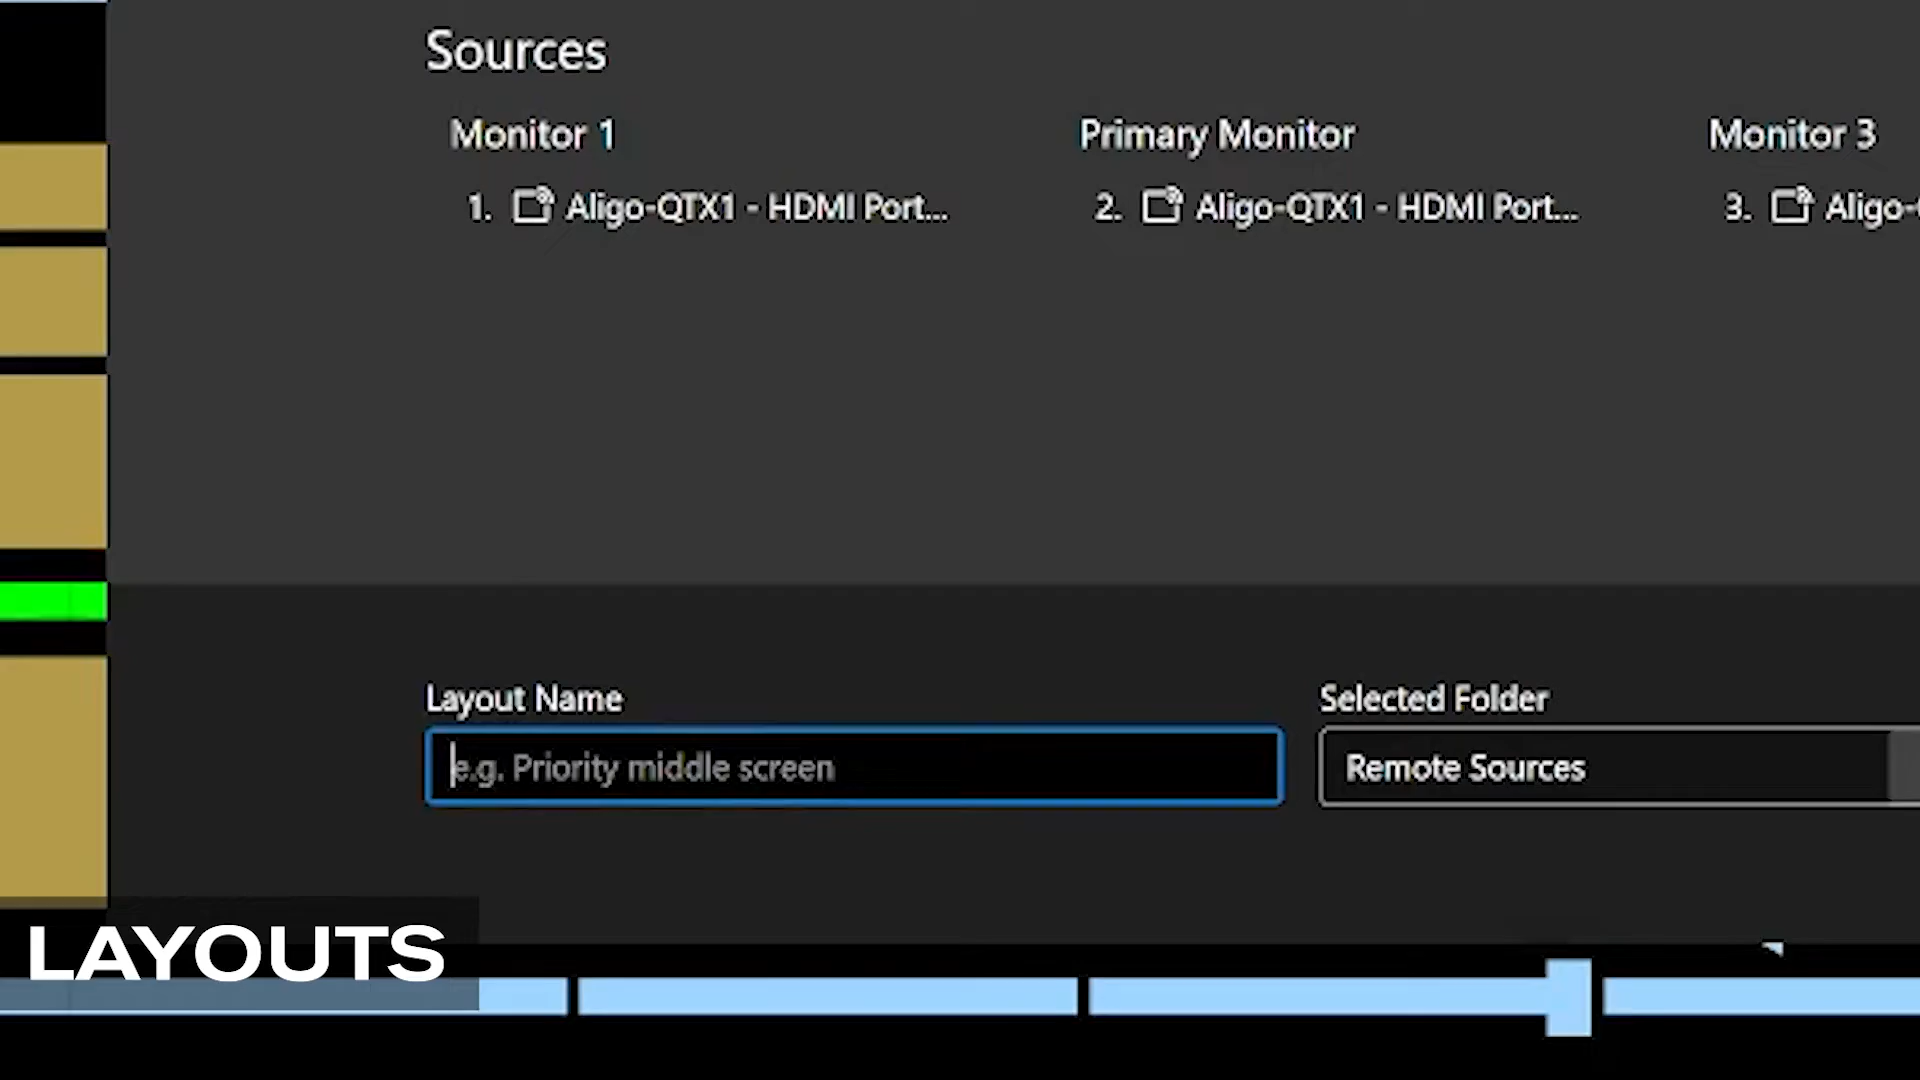 Sources
Monitor 1
Primary Monitor
Monitor 3
1. Aligo-QTX1 - HDMI Port...
2. Aligo-QTX1 - HDMI Port...
3. Aligo-
Layout Name
Selected Folder
e.g. Priority middle screen
Remote Sources
LAYOUTS